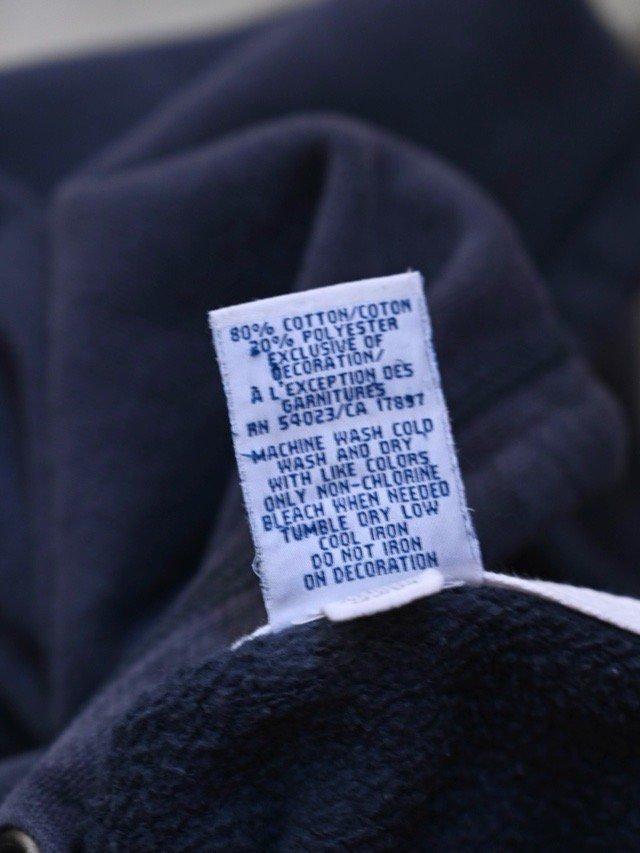 80% COTTON/COTON
20% POLYESTER
EXCLUSIVE OF
DECORATION/
À L'EXCEPTION DES
GARNITURES
RN 54023/CA 17897
MACHINE WASH COLD
WASH AND DRY
WITH LIKE COLORS
ONLY NON-CHLORINE
BLEACH WHEN NEEDED
TUMBLE DRY LOW
COOL IRON
DO NOT IRON
ON DECORATION